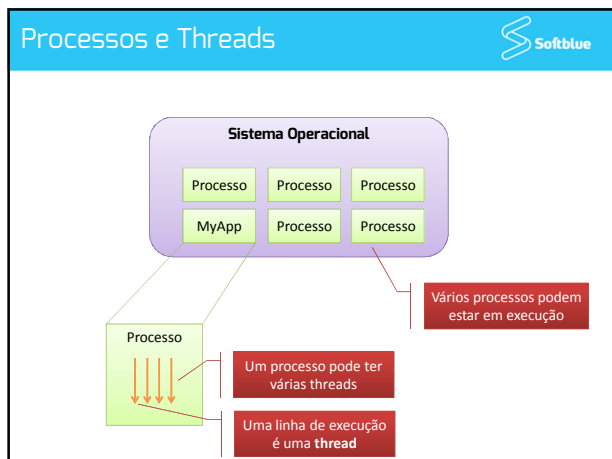 Processos e Threads
Softblue
Sistema Operacional
Processo
Processo
Processo
MyApp
Processo
Processo
Vários processos podem
estar em execução
Processo
Um processo pode ter
várias threads
Uma linha de execução
é uma thread